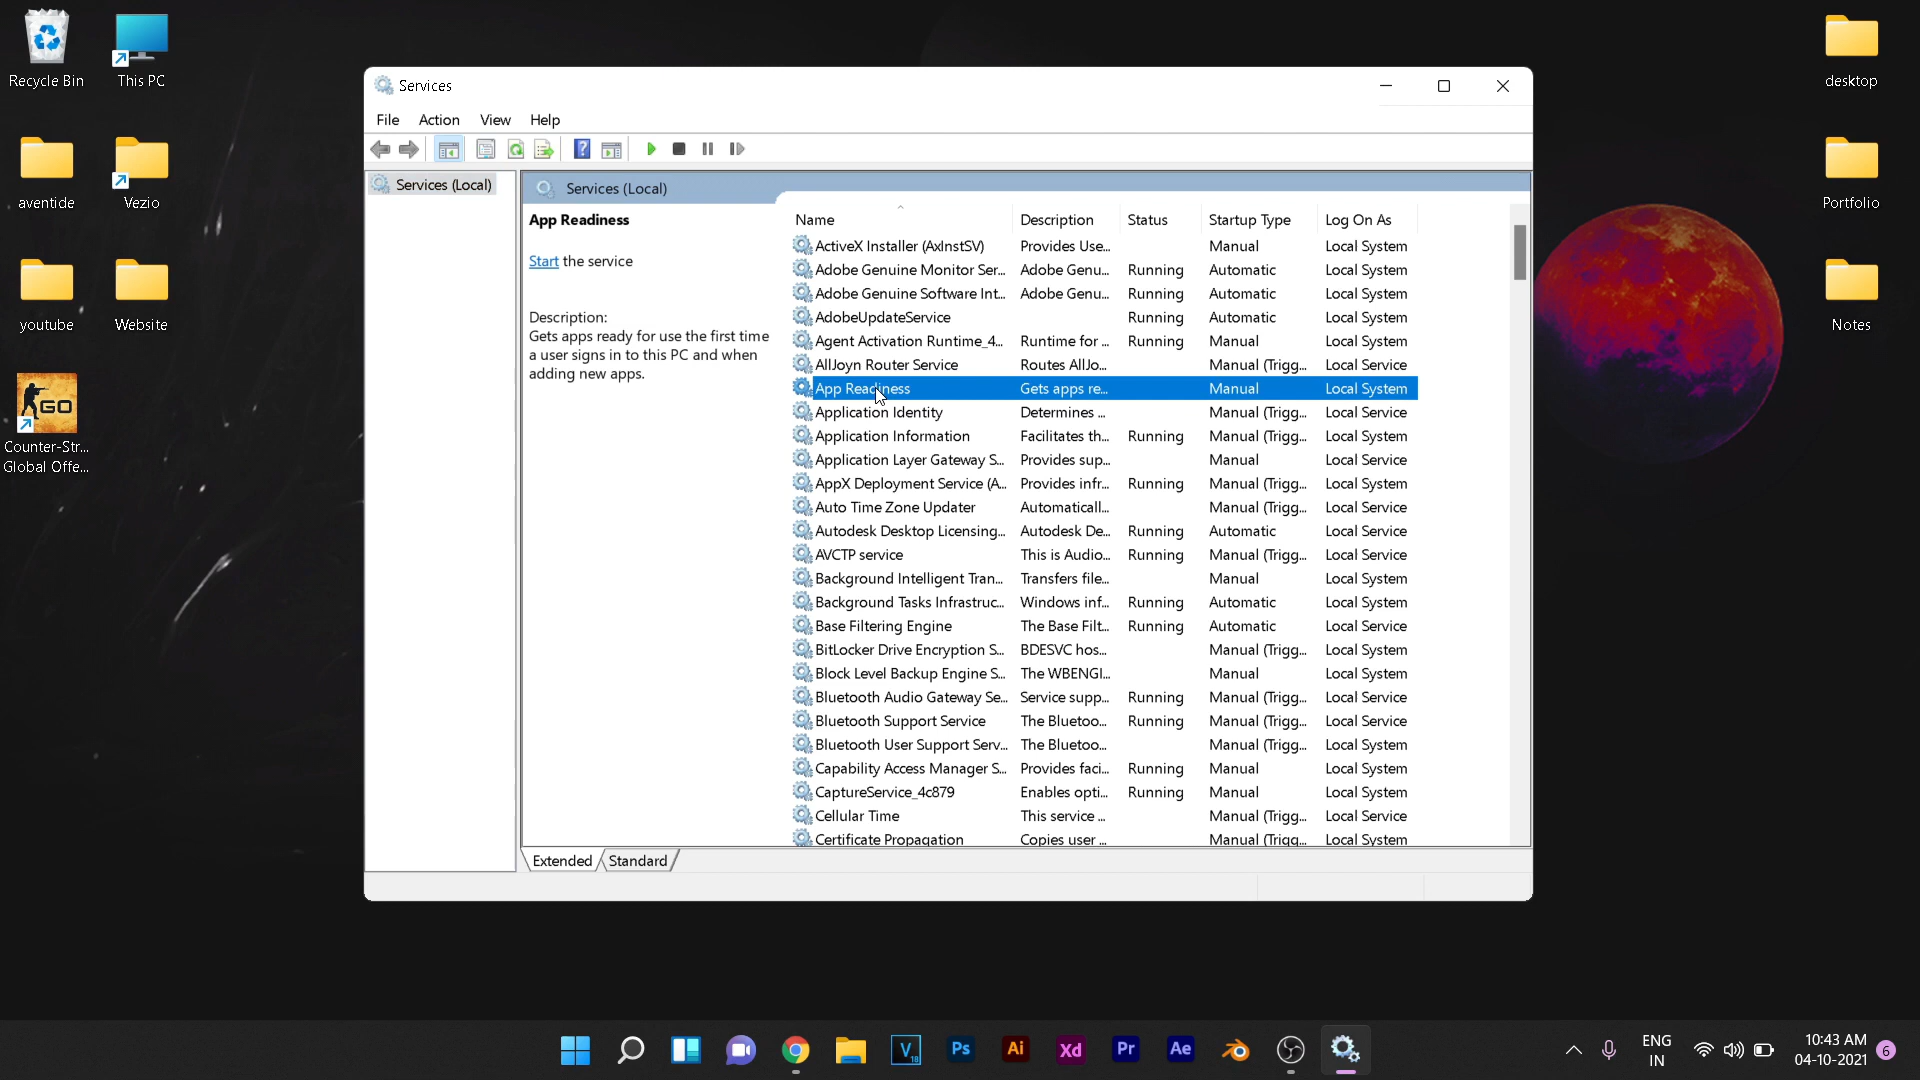 Recycle Bin
This PC
aventide
Vezio
youtube
Website
GO
Counter-Str...
Global Offe...
desktop
Portfolio
Notes
Services
File Action View Help
Services (Local)
Services (Local)
App Readiness
Start the service
Description:
Gets apps ready for use the first time
a user signs in to this PC and when
adding new apps.
Name Description Status Startup Type Log On As
ActiveX Installer (AxInstSV) Provides Use... Manual Local System
Adobe Genuine Monitor Ser... Adobe Genu... Running Automatic Local System
Adobe Genuine Software Int... Adobe Genu... Running Automatic Local System
AdobeUpdateService Running Automatic Local System
Agent Activation Runtime_4... Runtime for ... Running Manual Local System
AllJoyn Router Service Routes AllJo... Manual (Trigg... Local Service
App Readiness Gets apps re... Manual Local System
Application Identity Determines ... Manual (Trigg... Local Service
Application Information Facilitates th... Running Manual (Trigg... Local System
Application Layer Gateway S... Provides sup... Manual Local Service
AppX Deployment Service (A... Provides infr... Running Manual (Trigg... Local System
Auto Time Zone Updater Automaticall... Manual (Trigg... Local Service
Autodesk Desktop Licensing... Autodesk De... Running Automatic Local System
AVCTP service This is Audio... Running Manual (Trigg... Local Service
Background Intelligent Tran... Transfers file... Manual Local System
Background Tasks Infrastruc... Windows inf... Running Automatic Local System
Base Filtering Engine The Base Filt... Running Automatic Local Service
BitLocker Drive Encryption S... BDESVC hos... Manual (Trigg... Local System
Block Level Backup Engine S... The WBENGI... Manual Local System
Bluetooth Audio Gateway Se... Service supp... Running Manual (Trigg... Local Service
Bluetooth Support Service The Bluetoo... Running Manual (Trigg... Local Service
Bluetooth User Support Serv... The Bluetoo... Manual (Trigg... Local System
Capability Access Manager S... Provides faci... Running Manual Local System
CaptureService_4c879 Enables opti... Running Manual Local System
Cellular Time This service ... Manual (Trigg... Local Service
Certificate Propagation Copies user ... Manual (Trigg... Local System
Extended Standard
V 18 Ps Ai Xd Pr Ae
ENG
IN
10:43 AM
04-10-2021
6